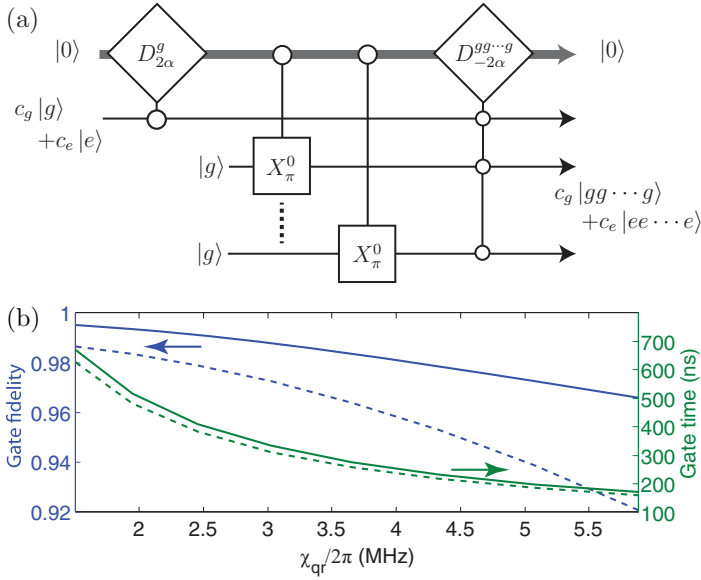 (a)
|0⟩ D^g_{2α} D^{gg⋯g}_{-2α} |0⟩
c_g |g⟩
+c_e |e⟩
|g⟩ X^0_π
c_g |gg⋯g⟩
+c_e |ee⋯e⟩
|g⟩ X^0_π
(b)
1
0.98
0.96
0.94
0.92
Gate fidelity
700
600
500
400
300
200
100
Gate time (ns)
2 2.5 3 3.5 4 4.5 5 5.5
χ_qr/2π (MHz)